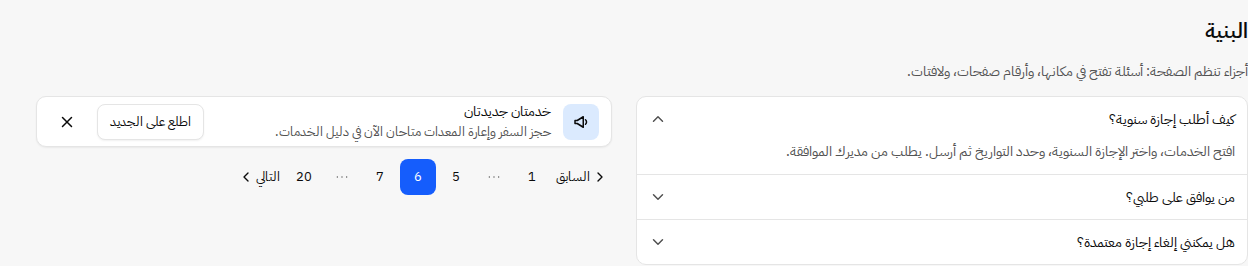 البنية
أجزاء تنظم الصفحة: أسئلة تفتح في مكانها، وأرقام صفحات، ولافتات.
كيف أطلب إجازة سنوية؟
افتح الخدمات، واختر الإجازة السنوية، وحدد التواريخ ثم أرسل. يطلب من مديرك الموافقة.
من يوافق على طلبي؟
هل يمكنني إلغاء إجازة معتمدة؟
خدمتان جديدتان
حجز السفر وإعارة المعدات متاحان الآن في دليل الخدمات.
اطلع على الجديد
السابق 1 ... 5 6 7 ... 20 التالي